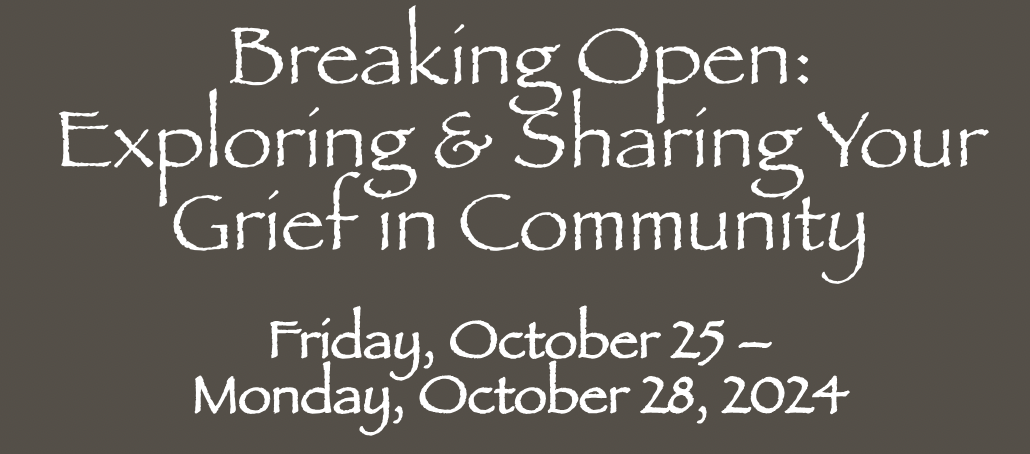 Breaking Open:
Exploring & Sharing Your
Grief in Community
Friday, October 25 –
Monday, October 28, 2024